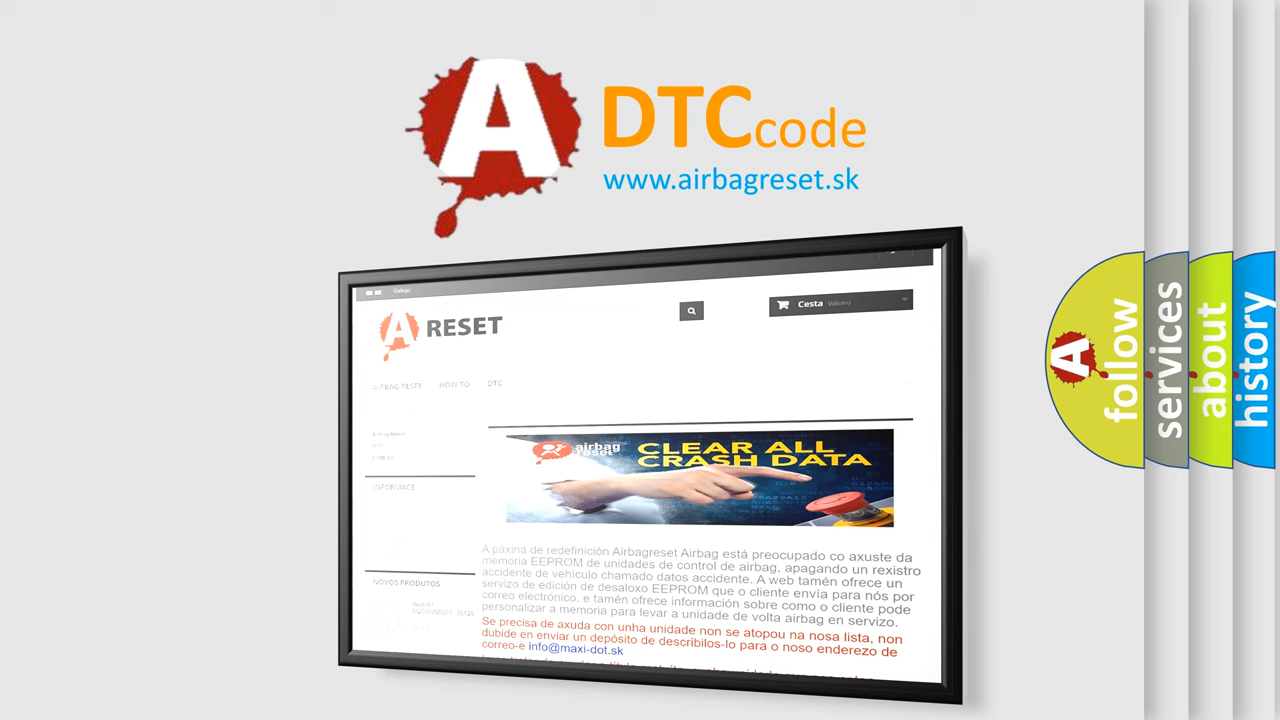 A
DTCcode
www.airbagreset.sk
Galego
A RESET
Cesta Valeiro
AIRBAG RESET HOW TO DTC
INFORMACE
airbag
reset
CLEAR ALL
CRASH DATA
A páxina de redefinición Airbagreset Airbag está preocupado co axuste da
memoria EEPROM de unidades de control de airbag, apagando un rexistro
accidente de vehículo chamado datos accidente. A web tamén ofrece un
servizo de edición de desaloxo EEPROM que o cliente envía para nós por
correo electrónico, e tamén ofrece información sobre como o cliente pode
personalizar a memoria para levar a unidade de volta airbag en servizo.
Se precisa de axuda con unha unidade non se atopou na nosa lista, non
dubide en enviar un depósito de describilos-lo para o noso enderezo de
correo-e info@maxi-dot.sk
NOVOS PRODUTOS
A
follow
services
about
history